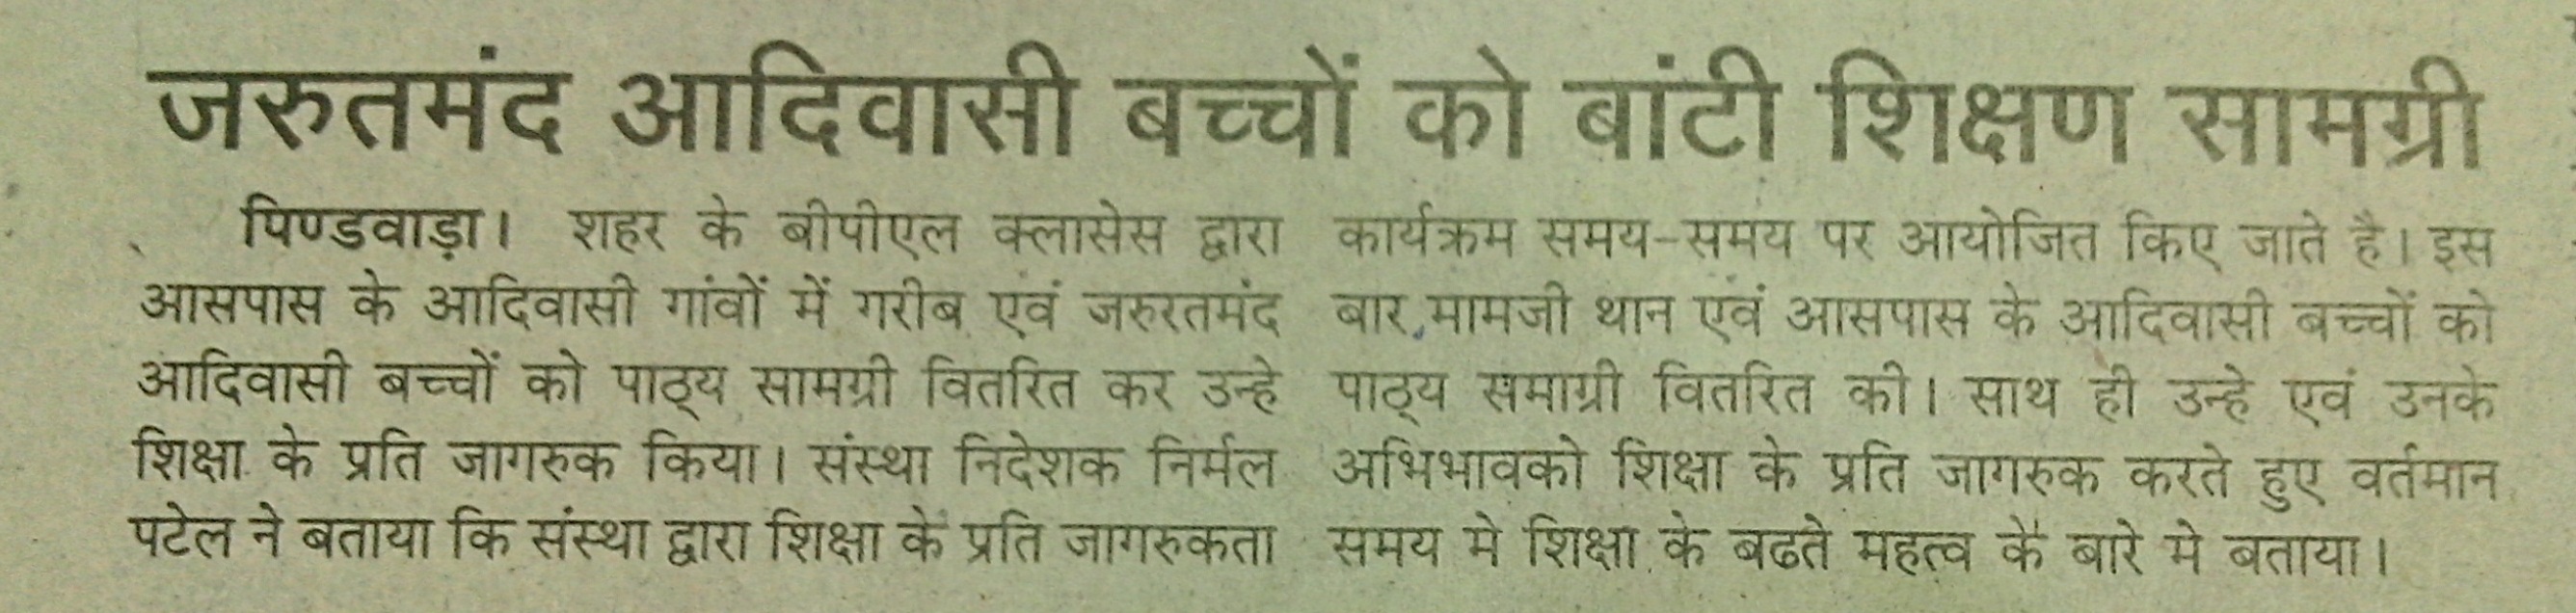 जरुतमंद आदिवासी बच्चों को बांटी शिक्षण सामग्री
पिण्डवाड़ा। शहर के बीपीएल क्लासेस द्वारा
आसपास के आदिवासी गांवों में गरीब एवं जरुरतमंद
आदिवासी बच्चों को पाठ्य सामग्री वितरित कर उन्हे
शिक्षा के प्रति जागरुक किया। संस्था निदेशक निर्मल
पटेल ने बताया कि संस्था द्वारा शिक्षा के प्रति जागरुकता
कार्यक्रम समय-समय पर आयोजित किए जाते है। इस
बार मामजी थान एवं आसपास के आदिवासी बच्चों को
पाठ्य समाग्री वितरित की। साथ ही उन्हे एवं उनके
अभिभावको शिक्षा के प्रति जागरुक करते हुए वर्तमान
समय मे शिक्षा के बढते महत्व के बारे मे बताया।